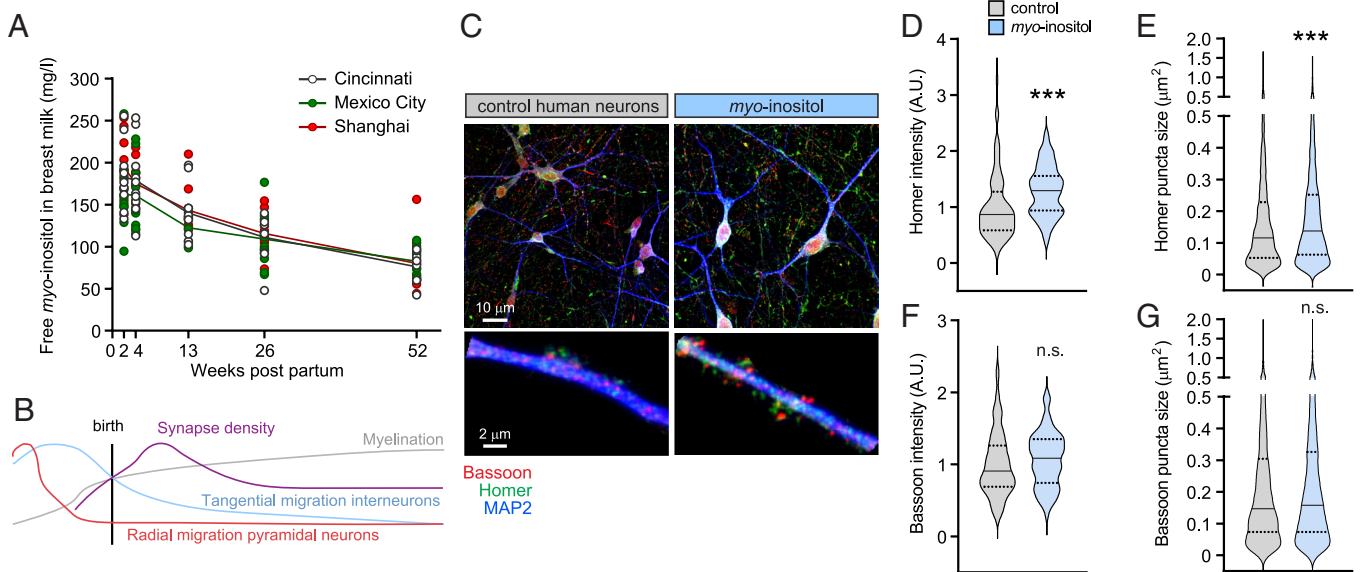 A
Free myo-inositol in breast milk (mg/l)
300
250
200
150
100
50
0
0 2 4 13 26 52
Weeks post partum
Cincinnati
Mexico City
Shanghai
B
birth
Synapse density
Myelination
Tangential migration interneurons
Radial migration pyramidal neurons
C
control human neurons
myo-inositol
10 μm
2 μm
Bassoon
Homer
MAP2
control
myo-inositol
D
Homer intensity (A.U.)
4
3
2
1
0
***
E
Homer puncta size (μm²)
2.0
1.5
1.0
0.5
0.4
0.3
0.2
0.1
0
***
F
Bassoon intensity (A.U.)
3
2
1
0
n.s.
G
Bassoon puncta size (μm²)
2.0
1.5
1.0
0.5
0.4
0.3
0.2
0.1
0
n.s.